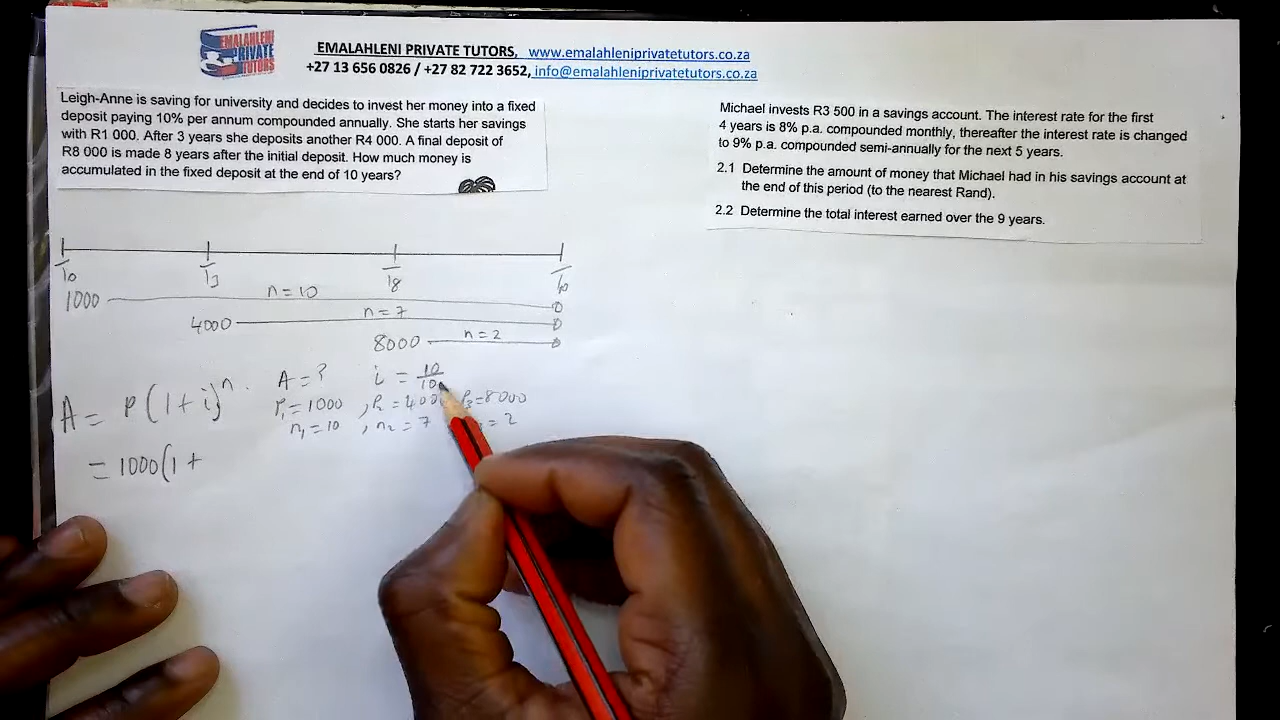 EMALAHLENI
PRIVATE
TUTORS
EMALAHLENI PRIVATE TUTORS, www.emalahleniprivatetutors.co.za
+27 13 656 0826 / +27 82 722 3652, info@emalahleniprivatetutors.co.za
Leigh-Anne is saving for university and decides to invest her money into a fixed
deposit paying 10% per annum compounded annually. She starts her savings
with R1 000. After 3 years she deposits another R4 000. A final deposit of
R8 000 is made 8 years after the initial deposit. How much money is
accumulated in the fixed deposit at the end of 10 years?
Michael invests R3 500 in a savings account. The interest rate for the first
4 years is 8% p.a. compounded monthly, thereafter the interest rate is changed
to 9% p.a. compounded semi-annually for the next 5 years.
2.1 Determine the amount of money that Michael had in his savings account at
the end of this period (to the nearest Rand).
2.2 Determine the total interest earned over the 9 years.
T0 T3 T8 10
1000 n = 10
4000 n = 7
8000 n = 2
A = ? i = 10/100
A = P(1 + i)^n
P1 = 1000 , P2 = 4000 P3 = 8000
n1 = 10 , n2 = 7 = 2
= 1000(1 +